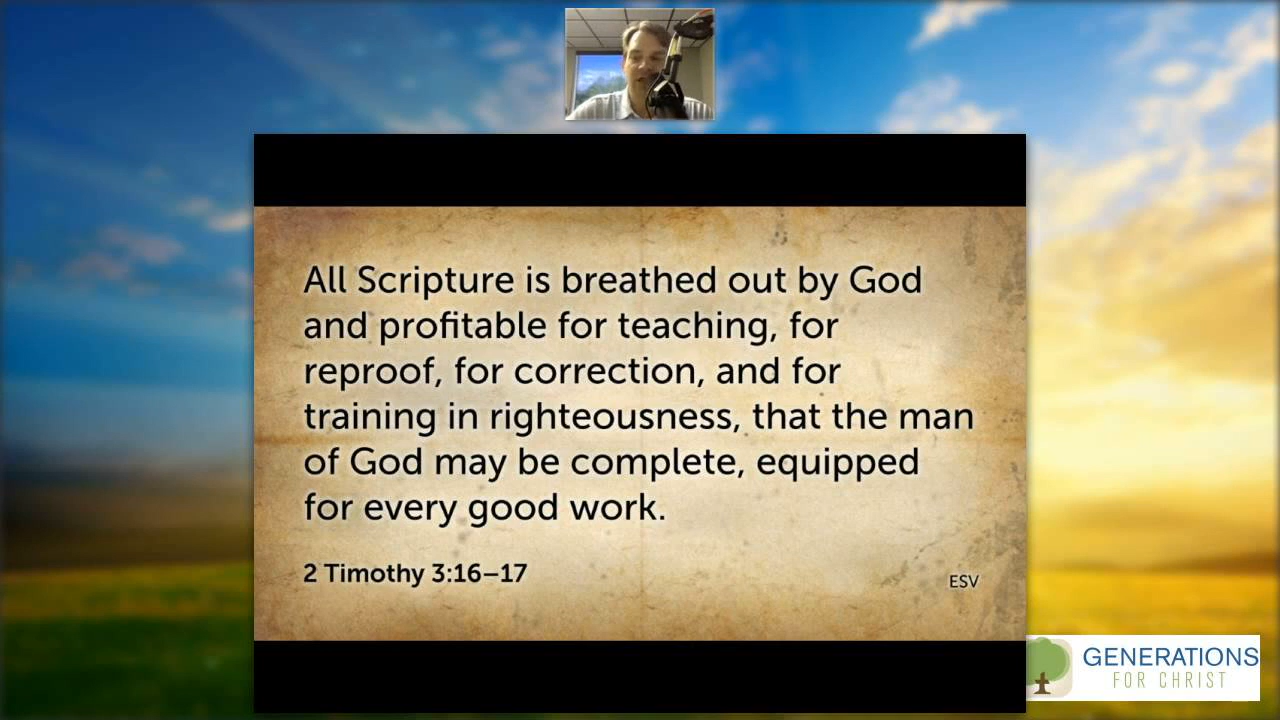 All Scripture is breathed out by God
and profitable for teaching, for
reproof, for correction, and for
training in righteousness, that the man
of God may be complete, equipped
for every good work.
2 Timothy 3:16–17
ESV
GENERATIONS
FOR CHRIST